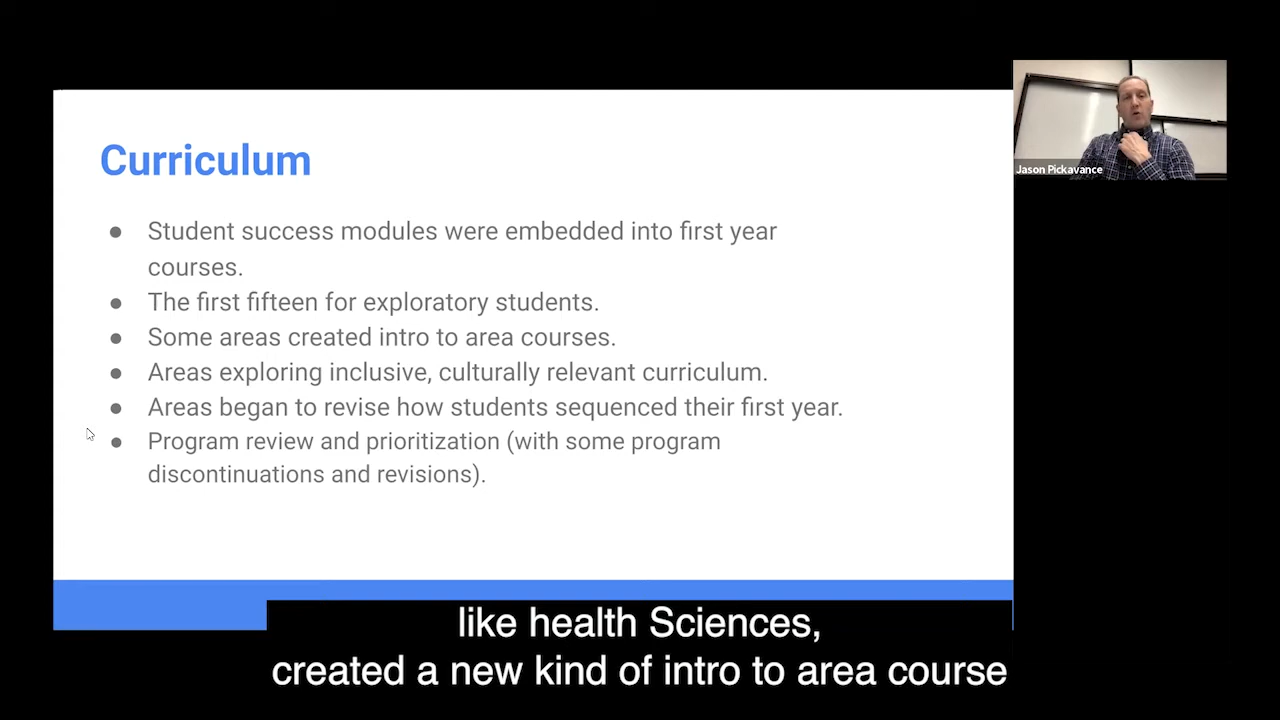 Curriculum
Student success modules were embedded into first year
courses.
The first fifteen for exploratory students.
Some areas created intro to area courses.
Areas exploring inclusive, culturally relevant curriculum.
Areas began to revise how students sequenced their first year.
Program review and prioritization (with some program
discontinuations and revisions).
Jason Pickavance
like health Sciences,
created a new kind of intro to area course